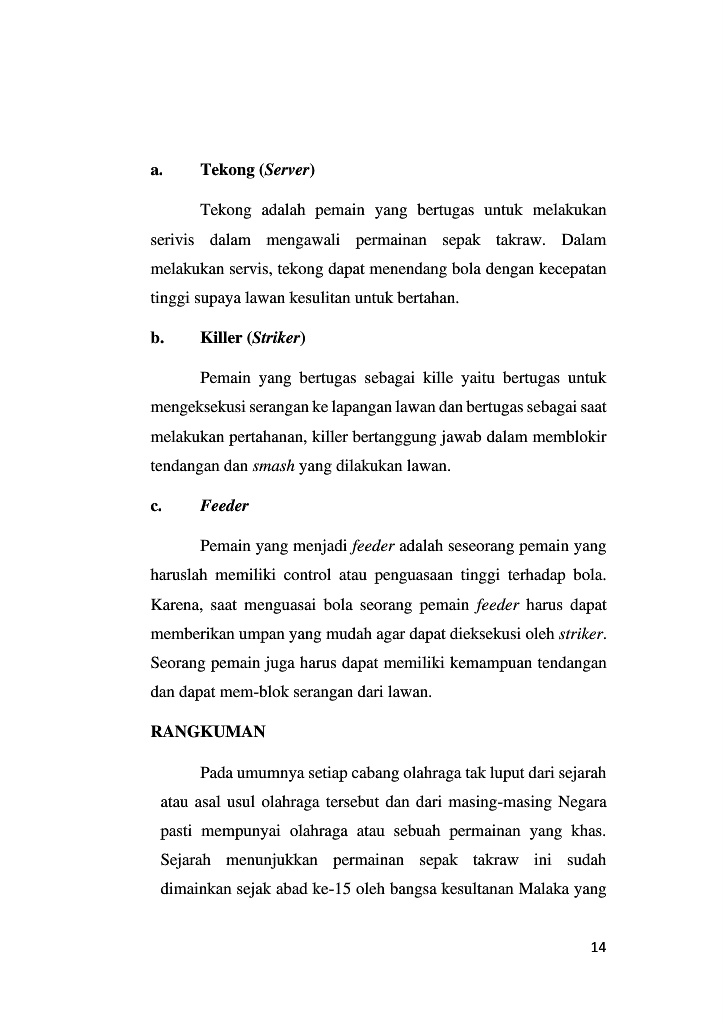 a. Tekong (Server)
Tekong adalah pemain yang bertugas untuk melakukan
serivis dalam mengawali permainan sepak takraw. Dalam
melakukan servis, tekong dapat menendang bola dengan kecepatan
tinggi supaya lawan kesulitan untuk bertahan.
b. Killer (Striker)
Pemain yang bertugas sebagai kille yaitu bertugas untuk
mengeksekusi serangan ke lapangan lawan dan bertugas sebagai saat
melakukan pertahanan, killer bertanggung jawab dalam memblokir
tendangan dan smash yang dilakukan lawan.
c. Feeder
Pemain yang menjadi feeder adalah seseorang pemain yang
haruslah memiliki control atau penguasaan tinggi terhadap bola.
Karena, saat menguasai bola seorang pemain feeder harus dapat
memberikan umpan yang mudah agar dapat dieksekusi oleh striker.
Seorang pemain juga harus dapat memiliki kemampuan tendangan
dan dapat mem-blok serangan dari lawan.
RANGKUMAN
Pada umumnya setiap cabang olahraga tak luput dari sejarah
atau asal usul olahraga tersebut dan dari masing-masing Negara
pasti mempunyai olahraga atau sebuah permainan yang khas.
Sejarah menunjukkan permainan sepak takraw ini sudah
dimainkan sejak abad ke-15 oleh bangsa kesultanan Malaka yang
14